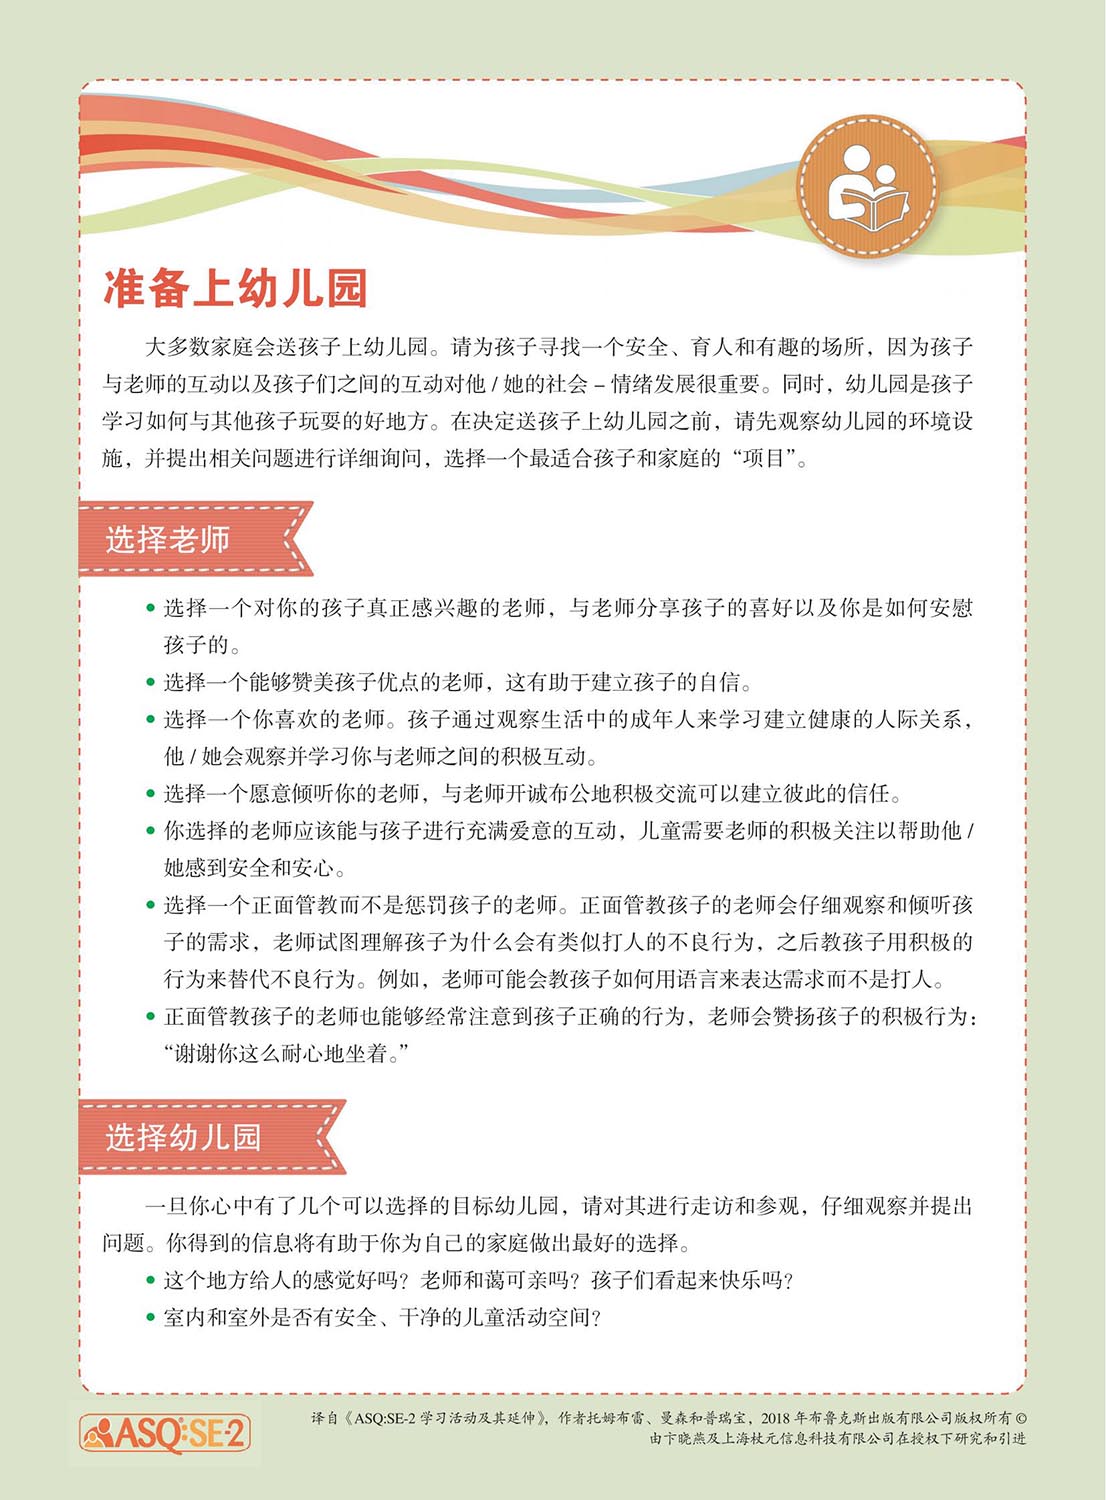 准备上幼儿园
大多数家庭会送孩子上幼儿园。请为孩子寻找一个安全、育人和有趣的场所，因为孩子
与老师的互动以及孩子们之间的互动对他 / 她的社会 – 情绪发展很重要。同时，幼儿园是孩子
学习如何与其他孩子玩耍的好地方。在决定送孩子上幼儿园之前，请先观察幼儿园的环境设
施，并提出相关问题进行详细询问，选择一个最适合孩子和家庭的“项目”。
选择老师
• 选择一个对你的孩子真正感兴趣的老师，与老师分享孩子的喜好以及你是如何安慰
孩子的。
• 选择一个能够赞美孩子优点的老师，这有助于建立孩子的自信。
• 选择一个你喜欢的老师。孩子通过观察生活中的成年人来学习建立健康的人际关系，
他 / 她会观察并学习你与老师之间的积极互动。
• 选择一个愿意倾听你的老师，与老师开诚布公地积极交流可以建立彼此的信任。
• 你选择的老师应该能与孩子进行充满爱意的互动，儿童需要老师的积极关注以帮助他 /
她感到安全和安心。
• 选择一个正面管教而不是惩罚孩子的老师。正面管教孩子的老师会仔细观察和倾听孩
子的需求，老师试图理解孩子为什么会有类似打人的不良行为，之后教孩子用积极的
行为来替代不良行为。例如，老师可能会教孩子如何用语言来表达需求而不是打人。
• 正面管教孩子的老师也能够经常注意到孩子正确的行为，老师会赞扬孩子的积极行为：
“谢谢你这么耐心地坐着。”
选择幼儿园
一旦你心中有了几个可以选择的目标幼儿园，请对其进行走访和参观，仔细观察并提出
问题。你得到的信息将有助于你为自己的家庭做出最好的选择。
• 这个地方给人的感觉好吗？老师和蔼可亲吗？孩子们看起来快乐吗？
• 室内和室外是否有安全、干净的儿童活动空间？
ASQ:SE-2
译自《ASQ:SE-2 学习活动及其延伸》，作者托姆布雷、曼森和普瑞宝，2018 年布鲁克斯出版有限公司版权所有 ©
由卞晓燕及上海杖元信息科技有限公司在授权下研究和引进